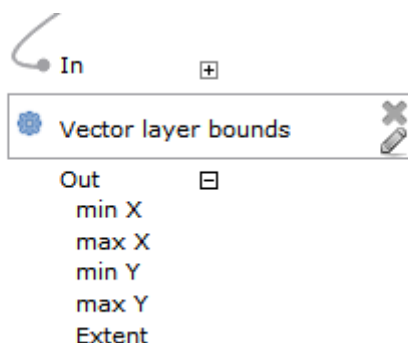 In
Vector layer bounds
Out
min X
max X
min Y
max Y
Extent